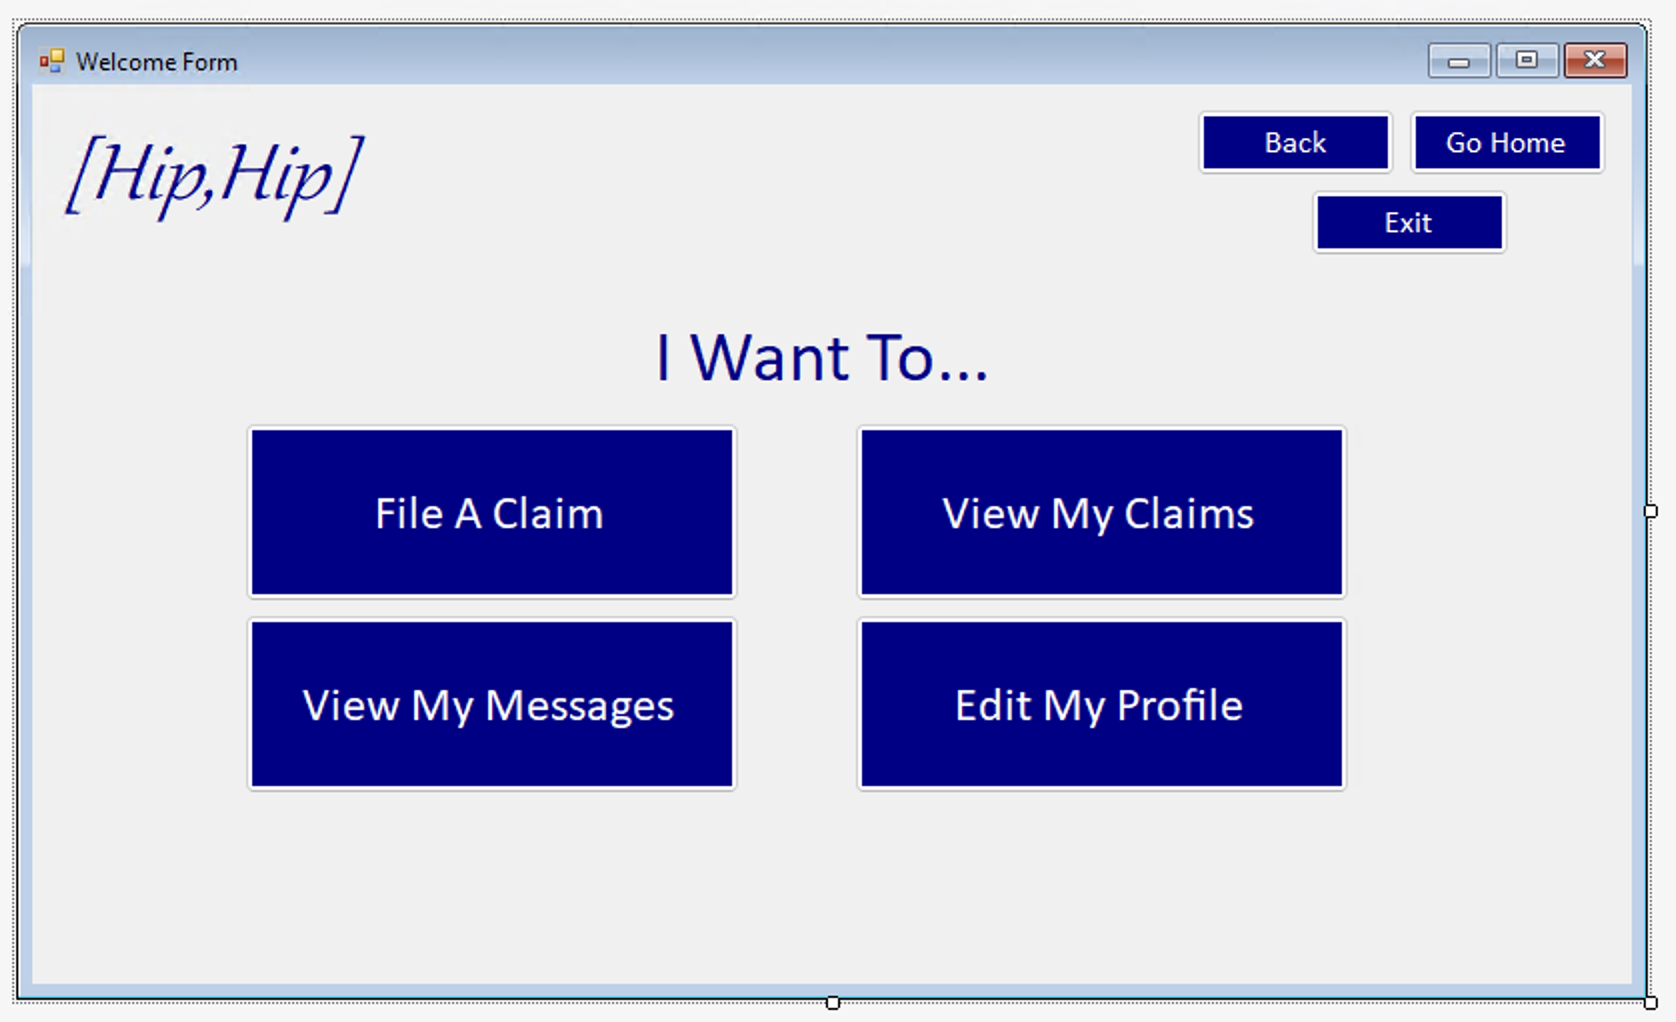 Welcome Form
[Hip,Hip]
Back
Go Home
Exit
I Want To...
File A Claim
View My Claims
View My Messages
Edit My Profile